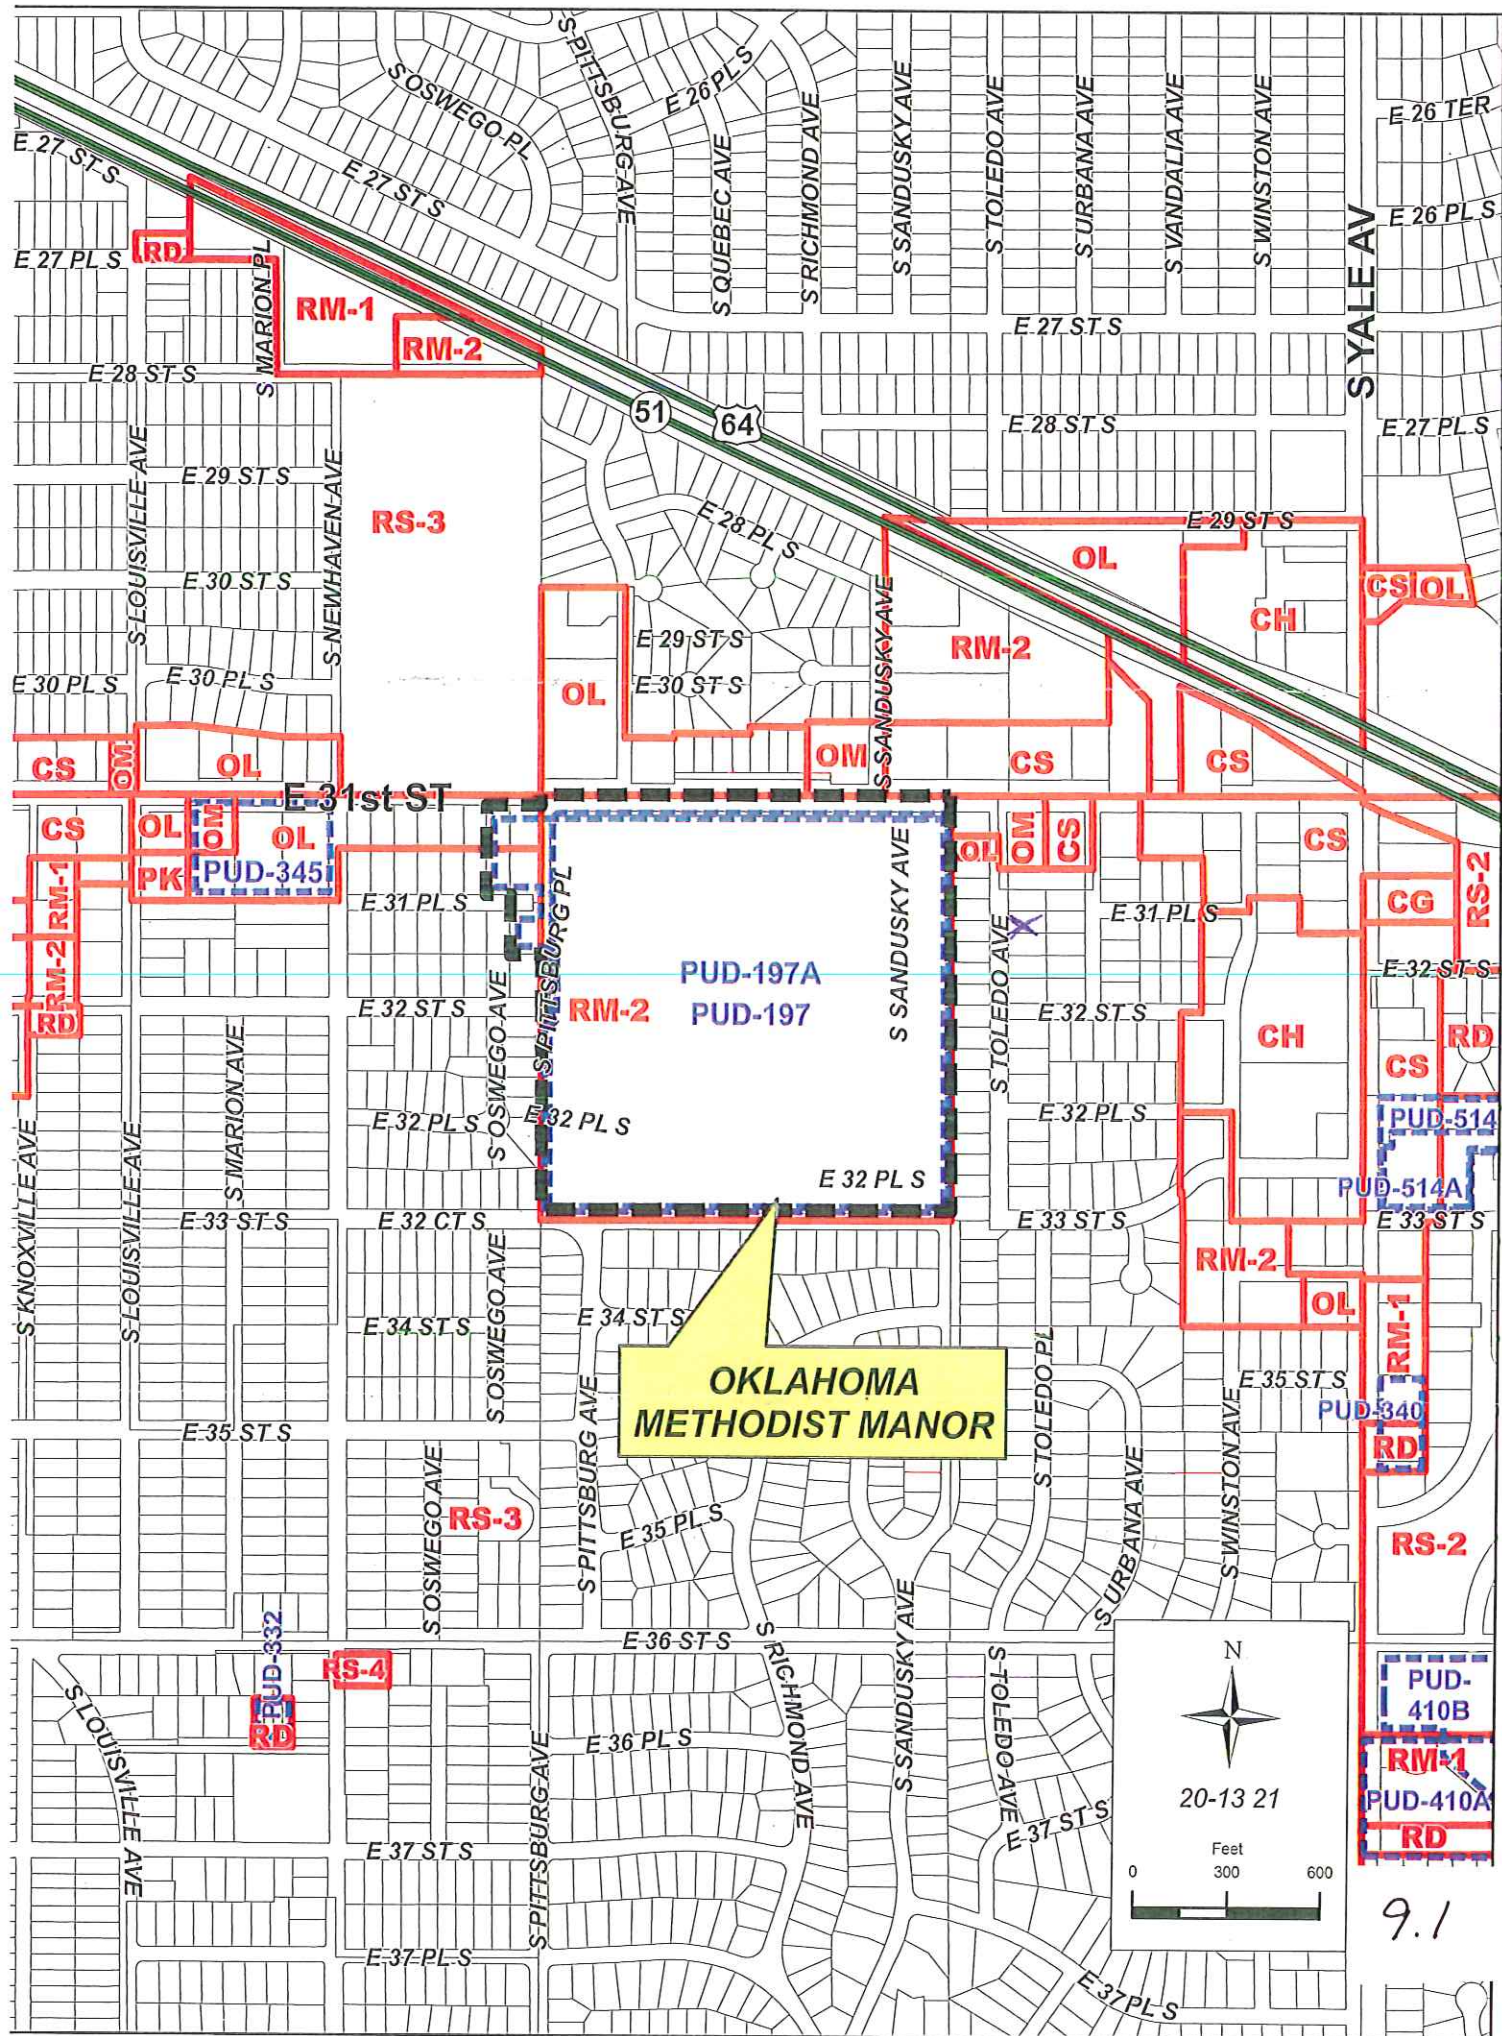 S PITTSBURG AVE
E 26 PL S
S OSWEGO PL
S SANDUSKY AVE
S TOLEDO AVE
S URBANA AVE
S VANDALIA AVE
S WINSTON AVE
E 26 TER
S RICHMOND AVE
S QUEBEC AVE
E 27 ST S
E 27 ST S
E 26 PL S
S YALE AV
RD
E 27 PL S
S MARION PL
RM-1
RM-2
E 27 ST S
E 28 ST S
51
64
E 28 ST S
E 27 PL S
S LOUISVILLE AVE
E 29 ST S
S NEWHAVEN AVE
RS-3
E 28 PL S
E 29 ST S
OL
CS
OL
CH
E 30 ST S
S SANDUSKY AVE
E 29 ST S
RM-2
E 30 PL S
E 30 PL S
OL
E 30 ST S
CS
OM
OL
OM
CS
CS
E 31st ST
CS
OL
OM
OL
PUD-345
PK
RM-1
OL
OM
CS
CS
RS-2
CG
E 31 PL S
S PITTSBURG PL
S SANDUSKY AVE
S TOLEDO AVE
X
E 31 PL S
RM-2
RD
PUD-197A
PUD-197
RM-2
E 32 ST S
E 32 ST S
S OSWEGO AVE
E 32 ST S
CH
RD
CS
S MARION AVE
E 32 PL S
E 32 PL S
E 32 PL S
PUD-514
S KNOXVILLE AVE
S LOUISVILLE AVE
E 32 PL S
PUD-514A
E 33 ST S
E 32 CT S
E 33 ST S
E 33 ST S
RM-2
S OSWEGO AVE
E 34 ST S
E 34 ST S
OL
RM-1
OKLAHOMA
METHODIST MANOR
S TOLEDO PL
E 35 ST S
PUD-340
RD
S PITTSBURG AVE
E 35 ST S
S OSWEGO AVE
RS-3
E 35 PL S
S URBANA AVE
S WINSTON AVE
RS-2
PUD-332
RD
RS-4
E 36 ST S
S RICHMOND AVE
S SANDUSKY AVE
S TOLEDO AVE
N
PUD-
410B
S LOUISVILLE AVE
E 36 PL S
RM-1
PUD-410A
RD
20-13 21
S PITTSBURG AVE
E 37 ST S
E 37 ST S
Feet
0 300 600
9.1
E 37 PL S
E 37 PL S